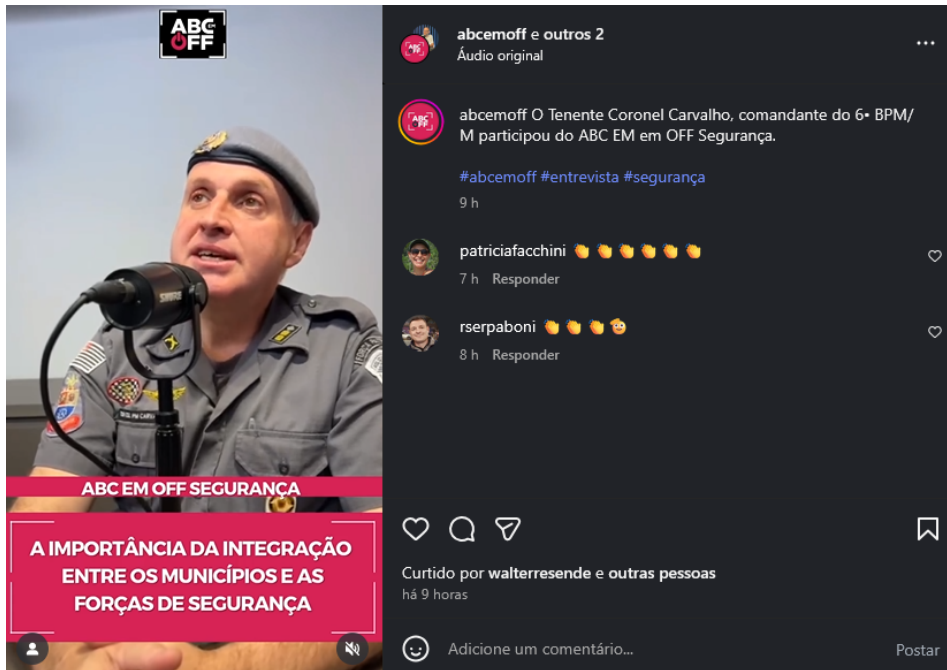 ABC EM
OFF
SHURE
ABC EM OFF SEGURANÇA
A IMPORTÂNCIA DA INTEGRAÇÃO
ENTRE OS MUNICÍPIOS E AS
FORÇAS DE SEGURANÇA
abcemoff e outros 2
Áudio original
abcemoff O Tenente Coronel Carvalho, comandante do 6• BPM/
M participou do ABC EM em OFF Segurança.
#abcemoff #entrevista #segurança
9 h
patriciafacchini 👏👏👏👏👏👏
7 h Responder
rserpaboni 👏👏👏🫡
8 h Responder
Curtido por walterresende e outras pessoas
há 9 horas
Adicione um comentário...
Postar